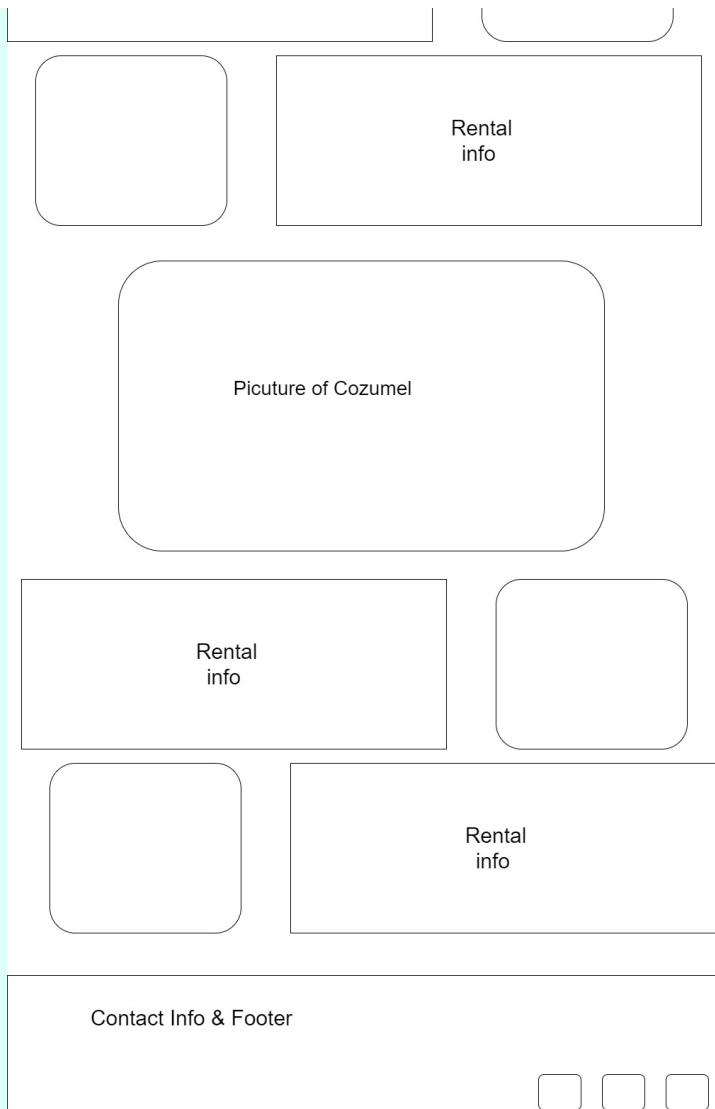 Rental
info
Picuture of Cozumel
Rental
info
Rental
info
Contact Info & Footer